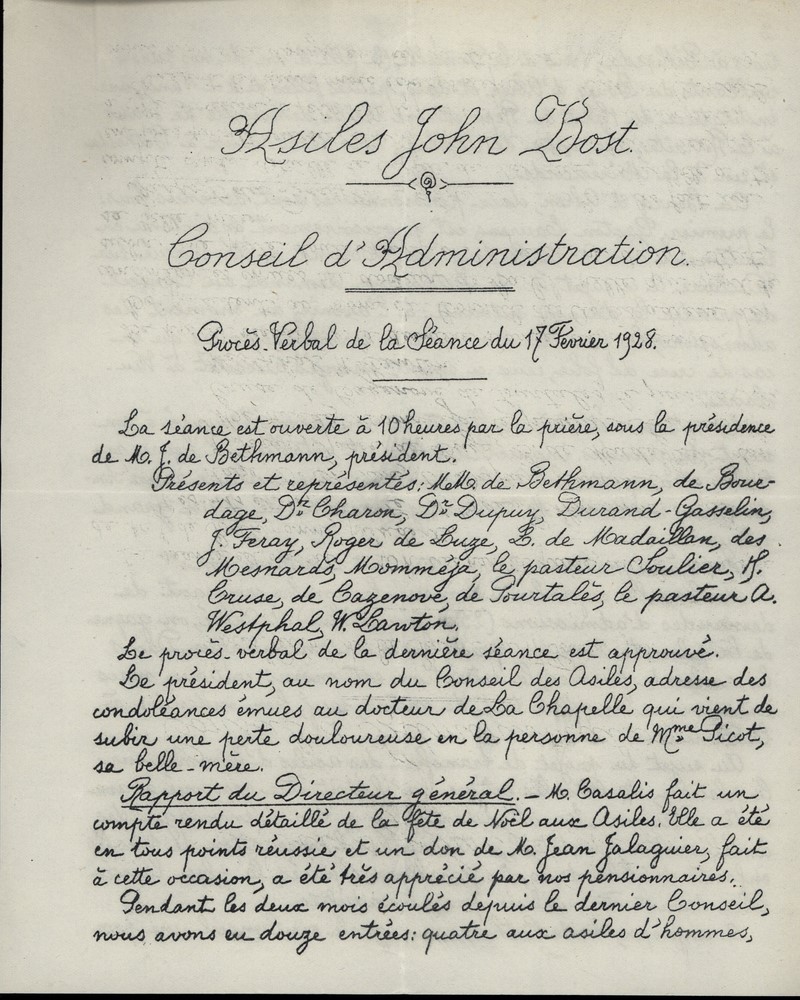 Asiles John Bost.
Conseil d'Administration.
Procès-Verbal de la Séance du 17 Février 1928.
La séance est ouverte à 10 heures par la prière, sous la présidence
de M. J. de Bethmann, président.
Présents et représentés: MM. de Bethmann, de Bour-
dage, Dr Charon, Dr Dupuy, Durand-Gasselin,
J. Feray, Roger de Luze, L. de Madaillan, des
Mesnards, Momméja, le pasteur Soulier, H.
Cruse, de Cazenove, de Pourtalès, le pasteur A.
Westphal, W. Lawton.
Le procès-verbal de la dernière séance est approuvé.
Le président, au nom du Conseil des Asiles, adresse des
condoléances émues au docteur de La Chapelle qui vient de
subir une perte douloureuse en la personne de Mme Picot,
sa belle-mère.
Rapport du Directeur général. - M. Casalis fait un
compte rendu détaillé de la fête de Noël aux Asiles. Elle a été
en tous points réussie et un don de M. Jean Jalaguier, fait
à cette occasion, a été très apprécié par nos pensionnaires.
Pendant les deux mois écoulés depuis le dernier Conseil,
nous avons eu douze entrées: quatre aux asiles d'hommes,